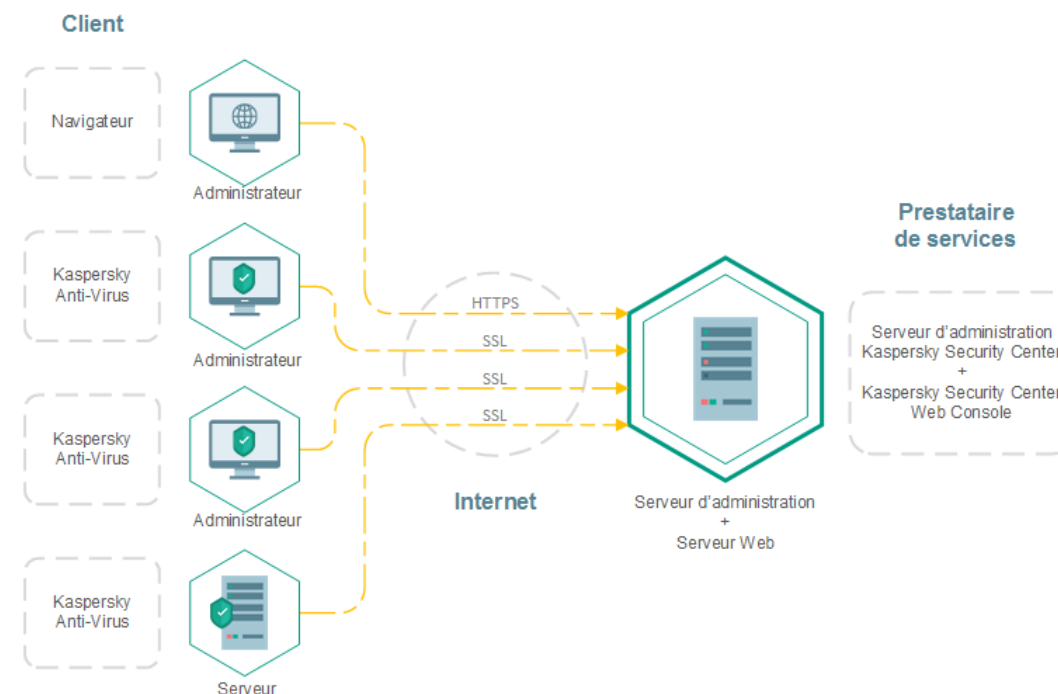 Client
Navigateur
Administrateur
Kaspersky
Anti-Virus
Administrateur
Kaspersky
Anti-Virus
Administrateur
Kaspersky
Anti-Virus
Serveur
HTTPS
SSL
SSL
SSL
Internet
Serveur d'administration
+
Serveur Web
Prestataire
de services
Serveur d'administration
Kaspersky Security Center
+
Kaspersky Security Center
Web Console